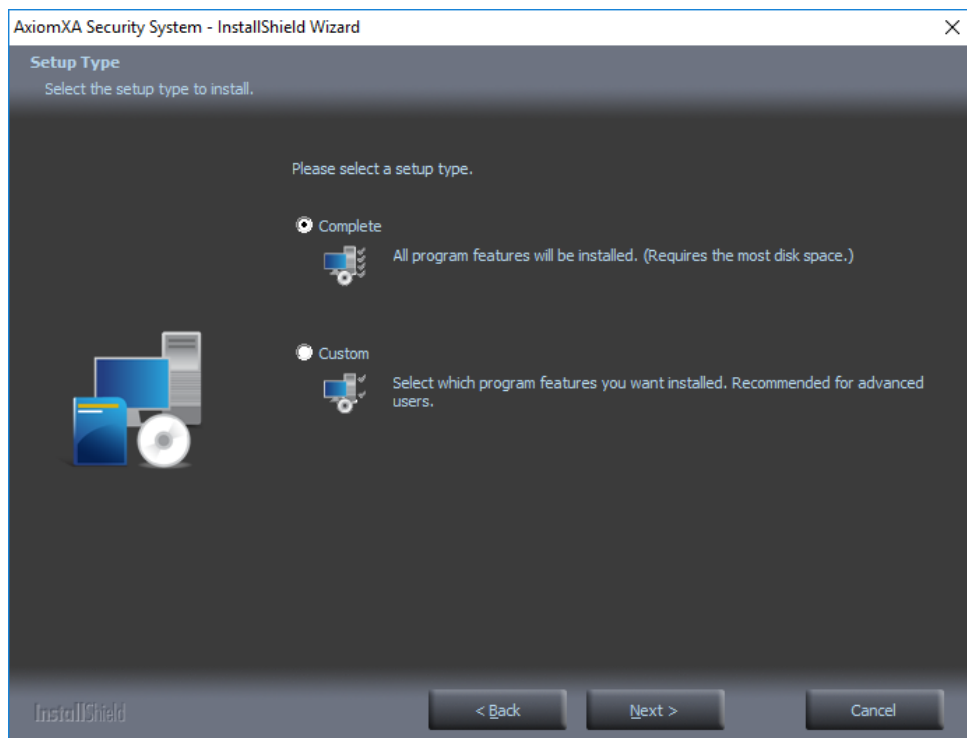 AxiomXA Security System - InstallShield Wizard
Setup Type
Select the setup type to install.
Please select a setup type.
Complete
All program features will be installed. (Requires the most disk space.)
Custom
Select which program features you want installed. Recommended for advanced
users.
InstallShield
< Back
Next >
Cancel